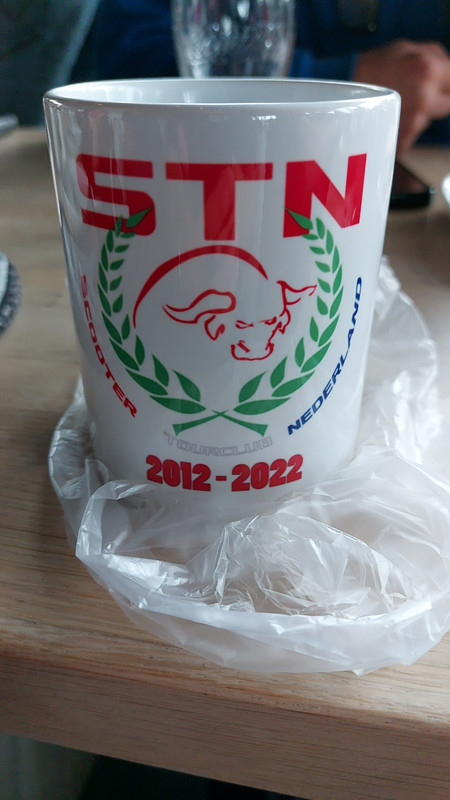 STN
SCOOTER
TOURCLUB
NEDERLAND
2012-2022